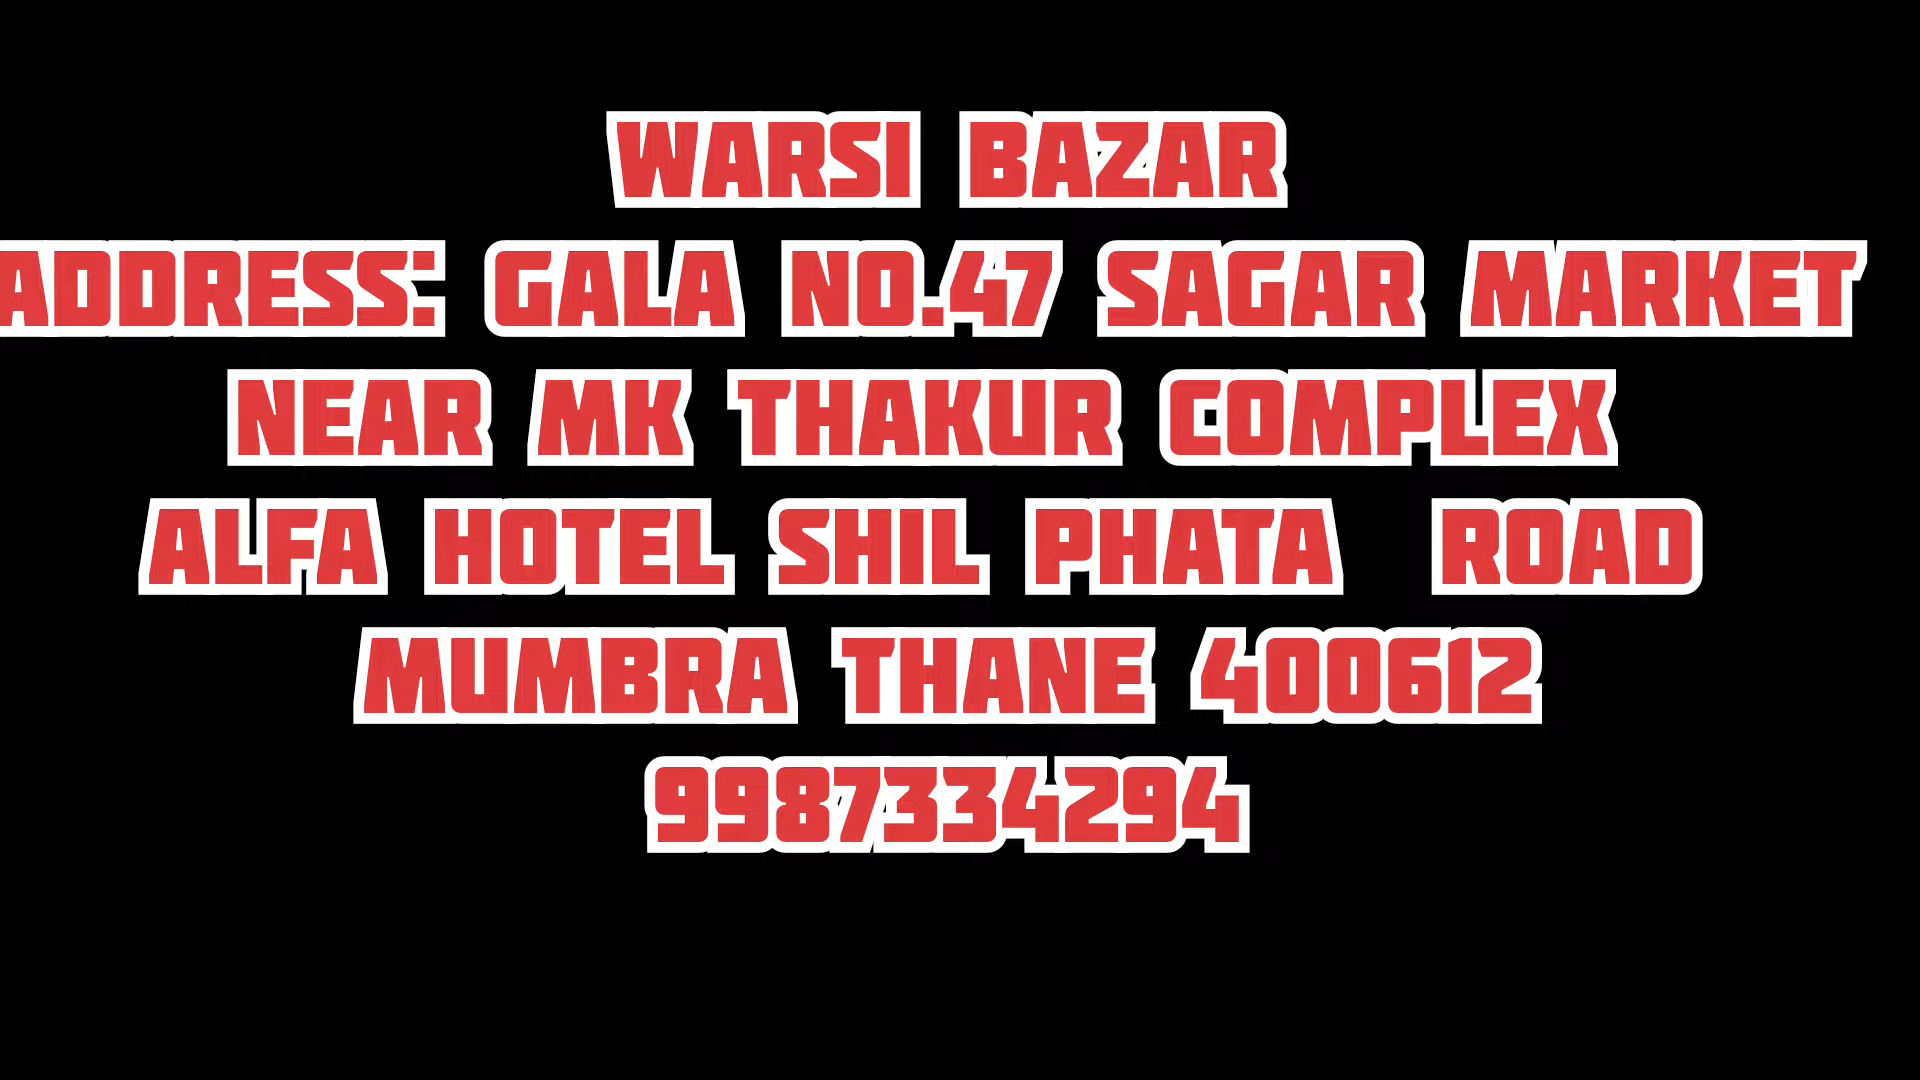 WARSI BAZAR
ADDRESS: GALA NO.47 SAGAR MARKET
NEAR MK THAKUR COMPLEX
ALFA HOTEL SHIL PHATA ROAD
MUMBRA THANE 400612
9987334294